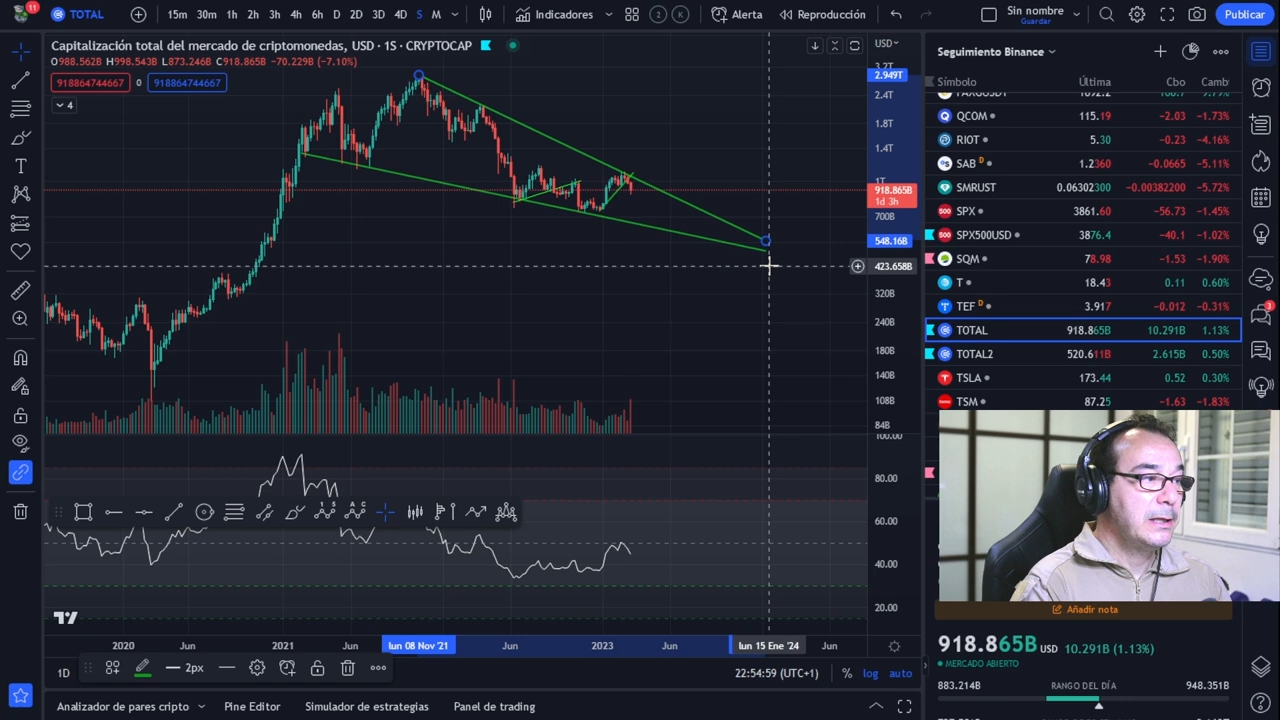 11 TOTAL 15m 30m 1h 2h 3h 4h 6h D 2D 3D 4D S M Indicadores 2 K Alerta Reproducción Sin nombre Guardar Publicar
Capitalización total del mercado de criptomonedas, USD · 1S · CRYPTOCAP
O988.562B H998.543B L873.246B C918.865B -70.229B (-7.10%)
918864744667 0 918864744667
4
USD
3.2T
2.949T
2.4T
1.8T
1.4T
1T
918.865B
1d 3h
700B
548.16B
423.658B
320B
240B
180B
140B
108B
84B
100.00
80.00
60.00
40.00
20.00
2020 Jun 2021 Jun lun 08 Nov '21 Jun 2023 Jun lun 15 Ene '24 Jun
1D 2px 22:54:59 (UTC+1) % log auto
Analizador de pares cripto Pine Editor Simulador de estrategias Panel de trading
Seguimiento Binance
Símbolo Última Cbo Camb
QCOM 115.19 −2.03 −1.73%
RIOT 5.30 −0.23 −4.16%
SAB D 1.2360 −0.0665 −5.11%
SMRUST 0.06302300 −0.00382200 −5.72%
500 SPX 3861.60 −56.73 −1.45%
500 SPX500USD 3876.4 −40.1 −1.02%
SQM 78.98 −1.53 −1.90%
T 18.43 0.11 0.60%
TEF D 3.917 −0.012 −0.31%
TOTAL 918.865B 10.291B 1.13%
TOTAL2 520.611B 2.615B 0.50%
TSLA 173.44 0.52 0.30%
TSM 87.25 −1.63 −1.83%
3
Añadir nota
918.865B USD 10.291B (1.13%)
MERCADO ABIERTO
883.214B RANGO DEL DÍA 948.351B